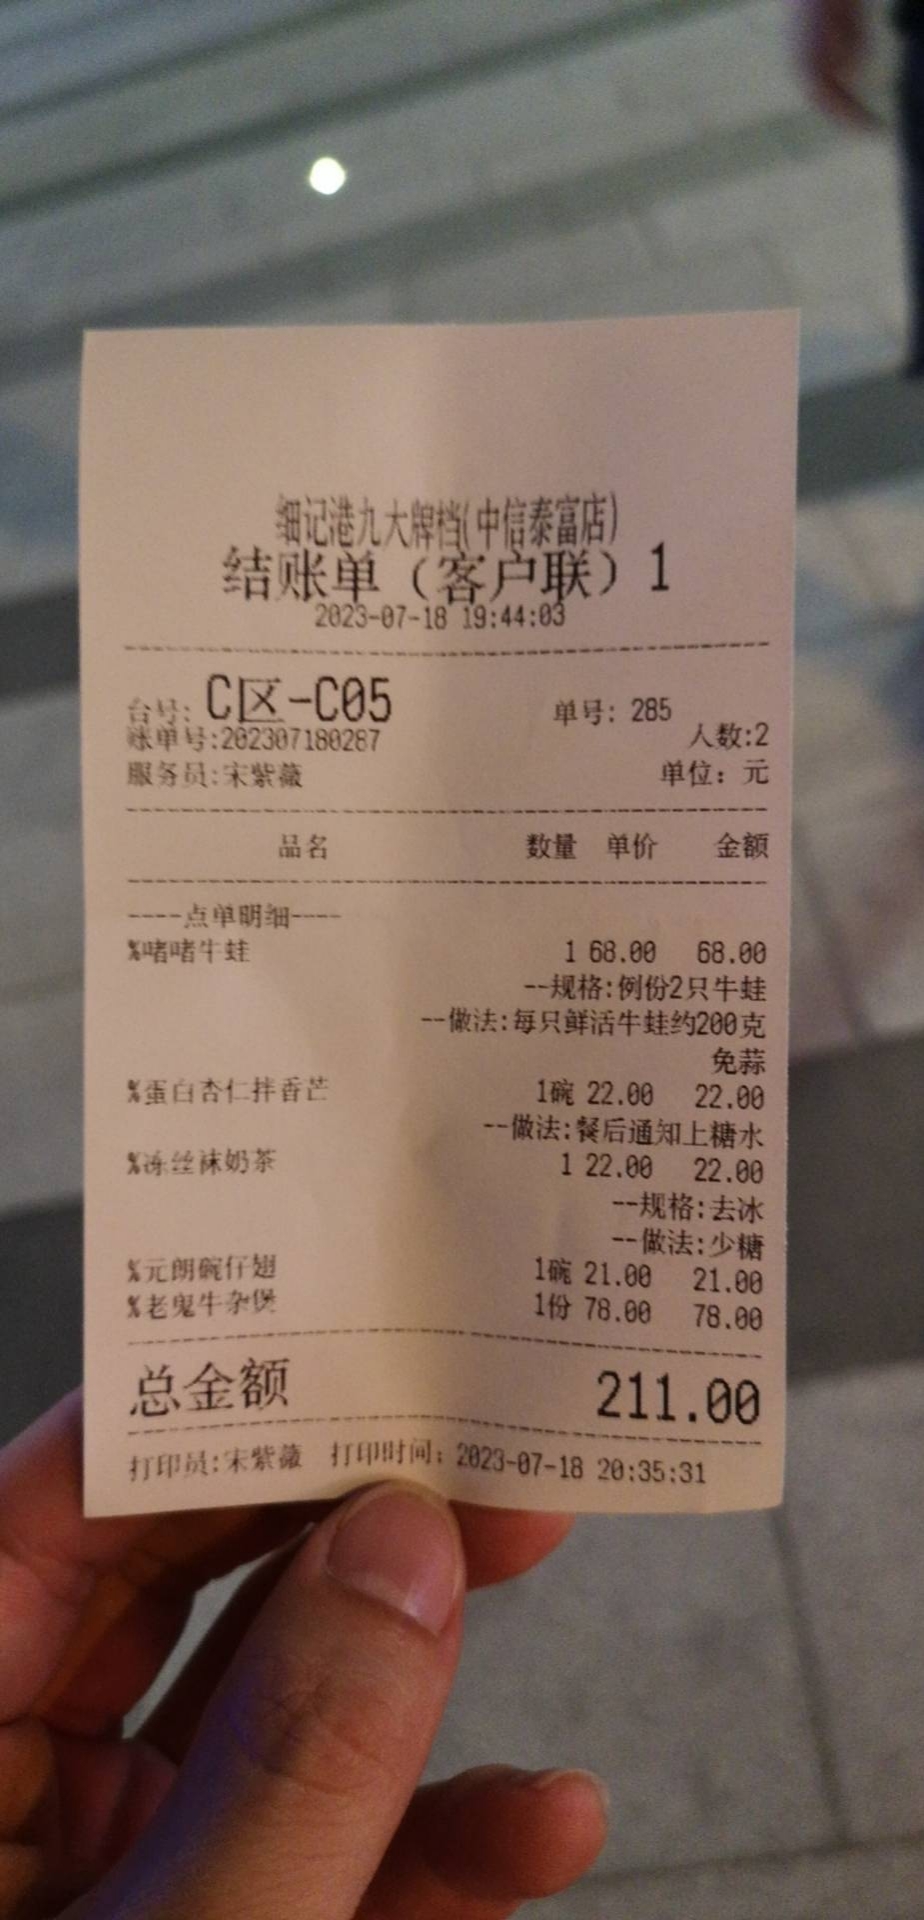 细记港九大牌档(中信泰富店)
结账单（客户联）1
2023-07-18 19:44:03
台号: C区-C05 单号: 285
账单号:202307180287 人数:2
服务员:宋紫薇 单位: 元
品名 数量 单价 金额
----点单明细----
%啫啫牛蛙 1 68.00 68.00
--规格:例份2只牛蛙
--做法:每只鲜活牛蛙约200克
免蒜
%蛋白杏仁拌香芒 1碗 22.00 22.00
--做法:餐后通知上糖水
%冻丝袜奶茶 1 22.00 22.00
--规格:去冰
--做法:少糖
%元朗碗仔翅 1碗 21.00 21.00
%老鬼牛杂煲 1份 78.00 78.00
总金额 211.00
打印员:宋紫薇 打印时间: 2023-07-18 20:35:31